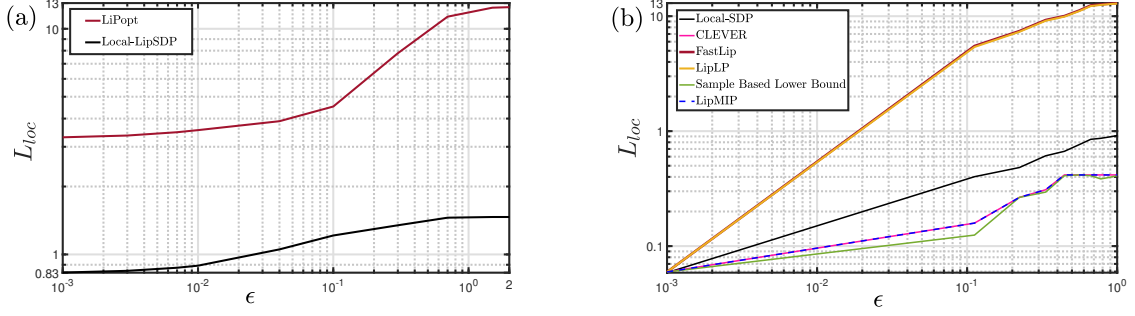 (a)
13
10
1
0.83
L_loc
LiPopt
Local-LipSDP
10^-3
10^-2
10^-1
10^0
2
ϵ
(b)
13
10
1
0.1
L_loc
Local-SDP
CLEVER
FastLip
LipLP
Sample Based Lower Bound
LipMIP
10^-3
10^-2
10^-1
10^0
ϵ